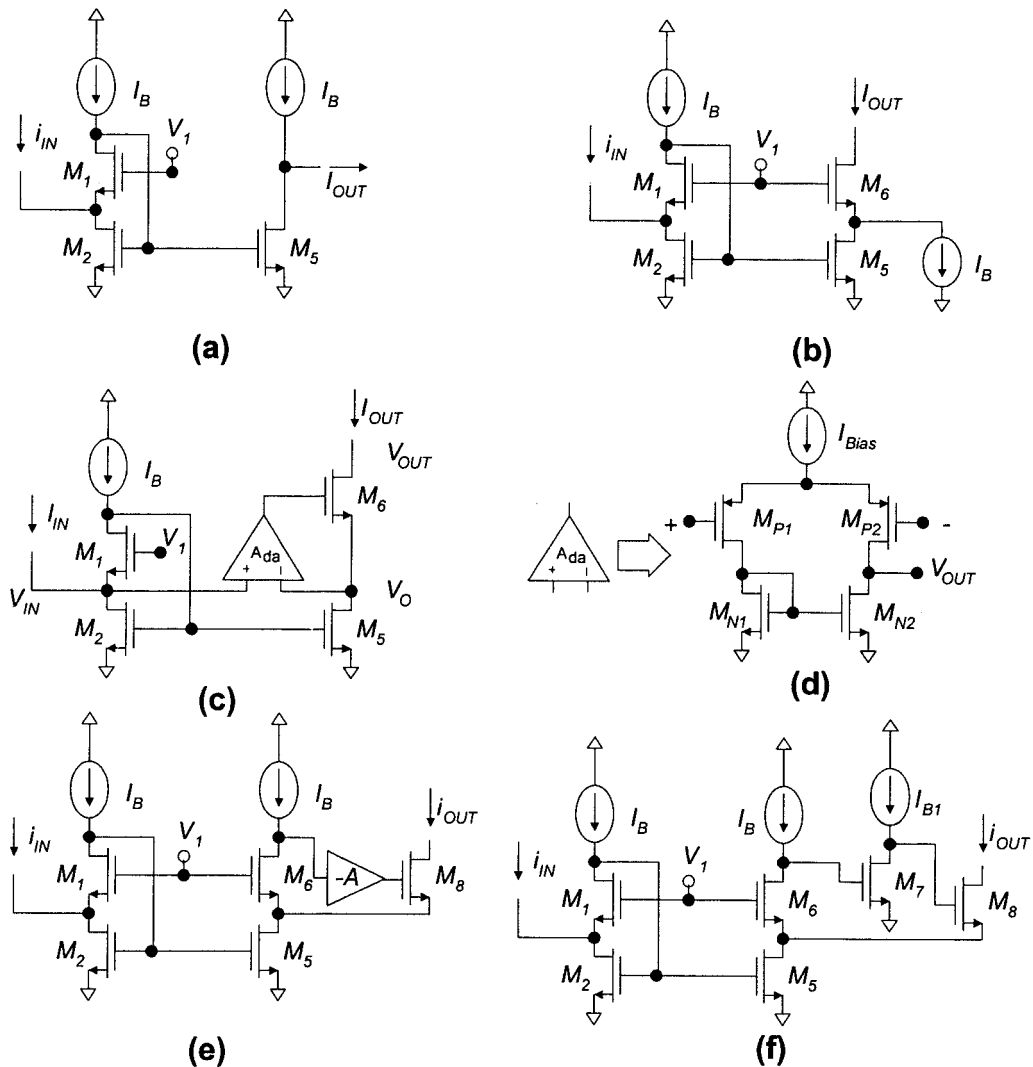 I_B
I_B
i_IN
V_1
M_1
I_OUT
M_2
M_5
(a)
I_OUT
I_B
i_IN
V_1
M_1
M_6
M_2
M_5
I_B
(b)
I_OUT
V_OUT
I_B
M_6
I_IN
V_1
M_1
A_da
+ -
V_IN
V_O
M_2
M_5
(c)
I_Bias
+
M_P1
M_P2
-
A_da
+ -
V_OUT
M_N1
M_N2
(d)
I_B
I_B
i_OUT
i_IN
V_1
M_1
M_6
-A
M_8
M_2
M_5
(e)
I_B
I_B
I_B1
i_IN
V_1
i_OUT
M_1
M_6
M_7
M_8
M_2
M_5
(f)